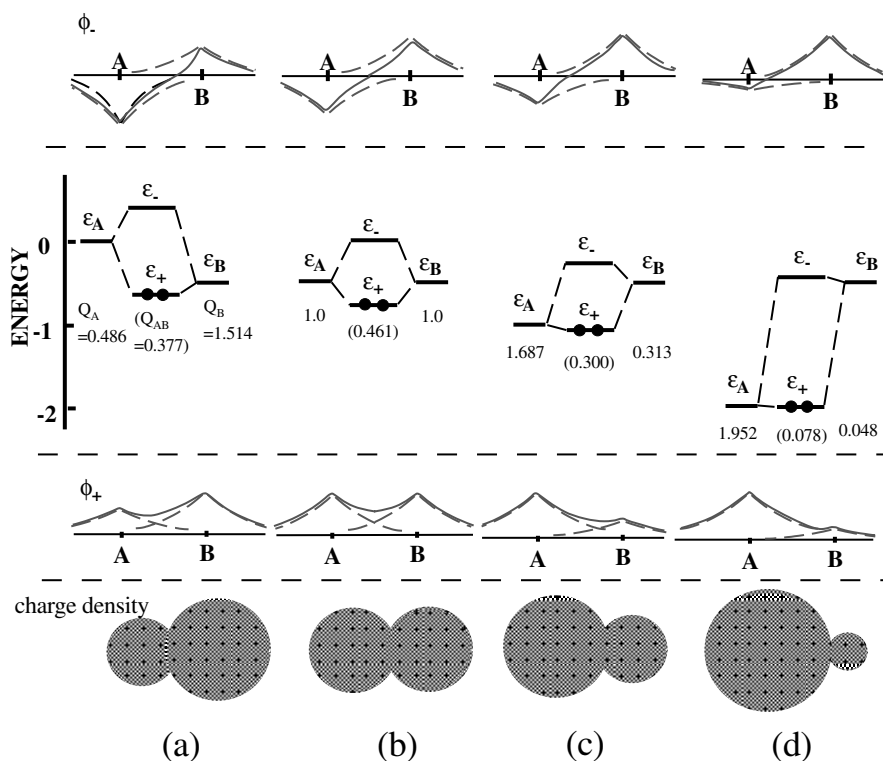 ϕ-
A B
A B
A B
A B
ENERGY
0
-1
-2
εA ε- ε+ εB
QA =0.486
(QAB =0.377)
QB =1.514
εA ε- ε+ εB
1.0 (0.461) 1.0
εA ε- ε+ εB
1.687 (0.300) 0.313
εA ε- ε+ εB
1.952 (0.078) 0.048
ϕ+
A B
A B
A B
A B
charge density
(a) (b) (c) (d)